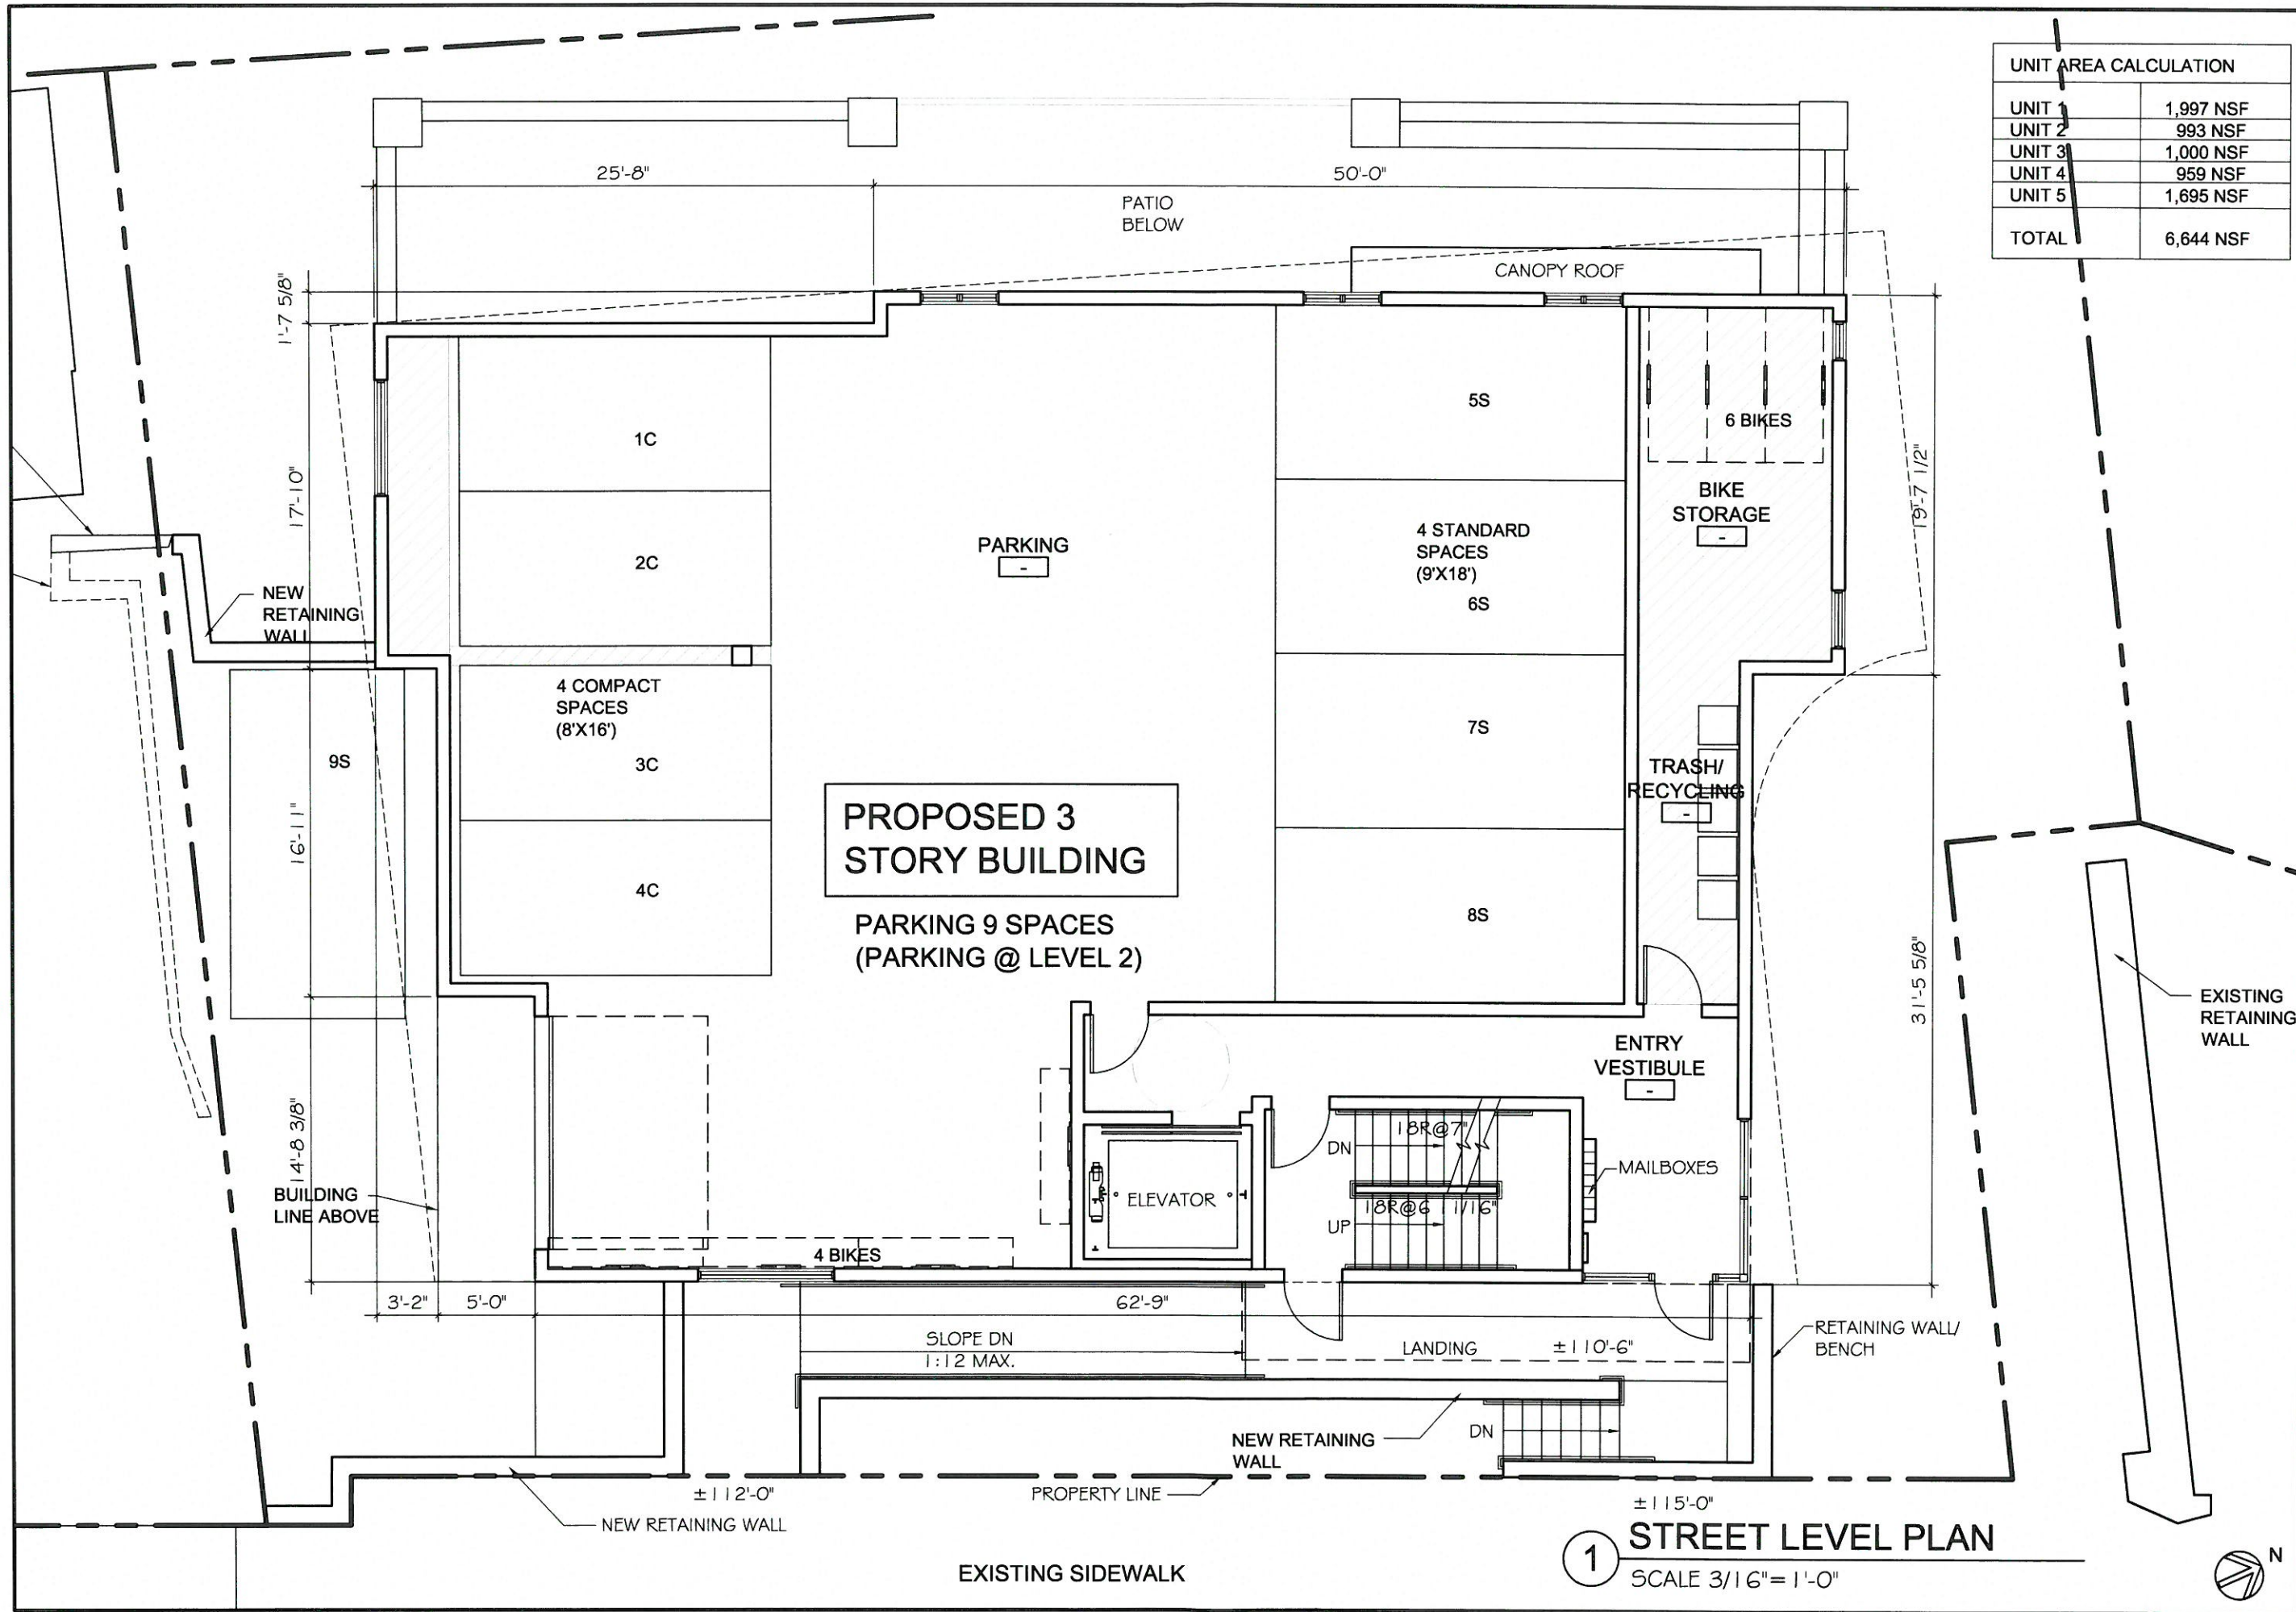 UNIT AREA CALCULATION
UNIT 1 1,997 NSF
UNIT 2 993 NSF
UNIT 3 1,000 NSF
UNIT 4 959 NSF
UNIT 5 1,695 NSF
TOTAL 6,644 NSF
25'-8"
50'-0"
PATIO
BELOW
CANOPY ROOF
1'-7 5/8"
17'-10"
16'-11"
14'-8 3/8"
1C
2C
4 COMPACT
SPACES
(8'X16')
3C
4C
9S
NEW
RETAINING
WALL
PARKING
-
5S
4 STANDARD
SPACES
(9'X18')
6S
7S
8S
6 BIKES
BIKE
STORAGE
-
19'-7 1/2"
TRASH/
RECYCLING
-
31'-5 5/8"
PROPOSED 3
STORY BUILDING
PARKING 9 SPACES
(PARKING @ LEVEL 2)
EXISTING
RETAINING
WALL
ENTRY
VESTIBULE
-
18R@7"
DN
MAILBOXES
ELEVATOR
18R@6 11/16"
UP
BUILDING
LINE ABOVE
4 BIKES
3'-2"
5'-0"
62'-9"
SLOPE DN
1:12 MAX.
LANDING
±110'-6"
RETAINING WALL/
BENCH
NEW RETAINING
WALL
DN
±112'-0"
PROPERTY LINE
±115'-0"
NEW RETAINING WALL
EXISTING SIDEWALK
1
STREET LEVEL PLAN
SCALE 3/16"=1'-0"
N